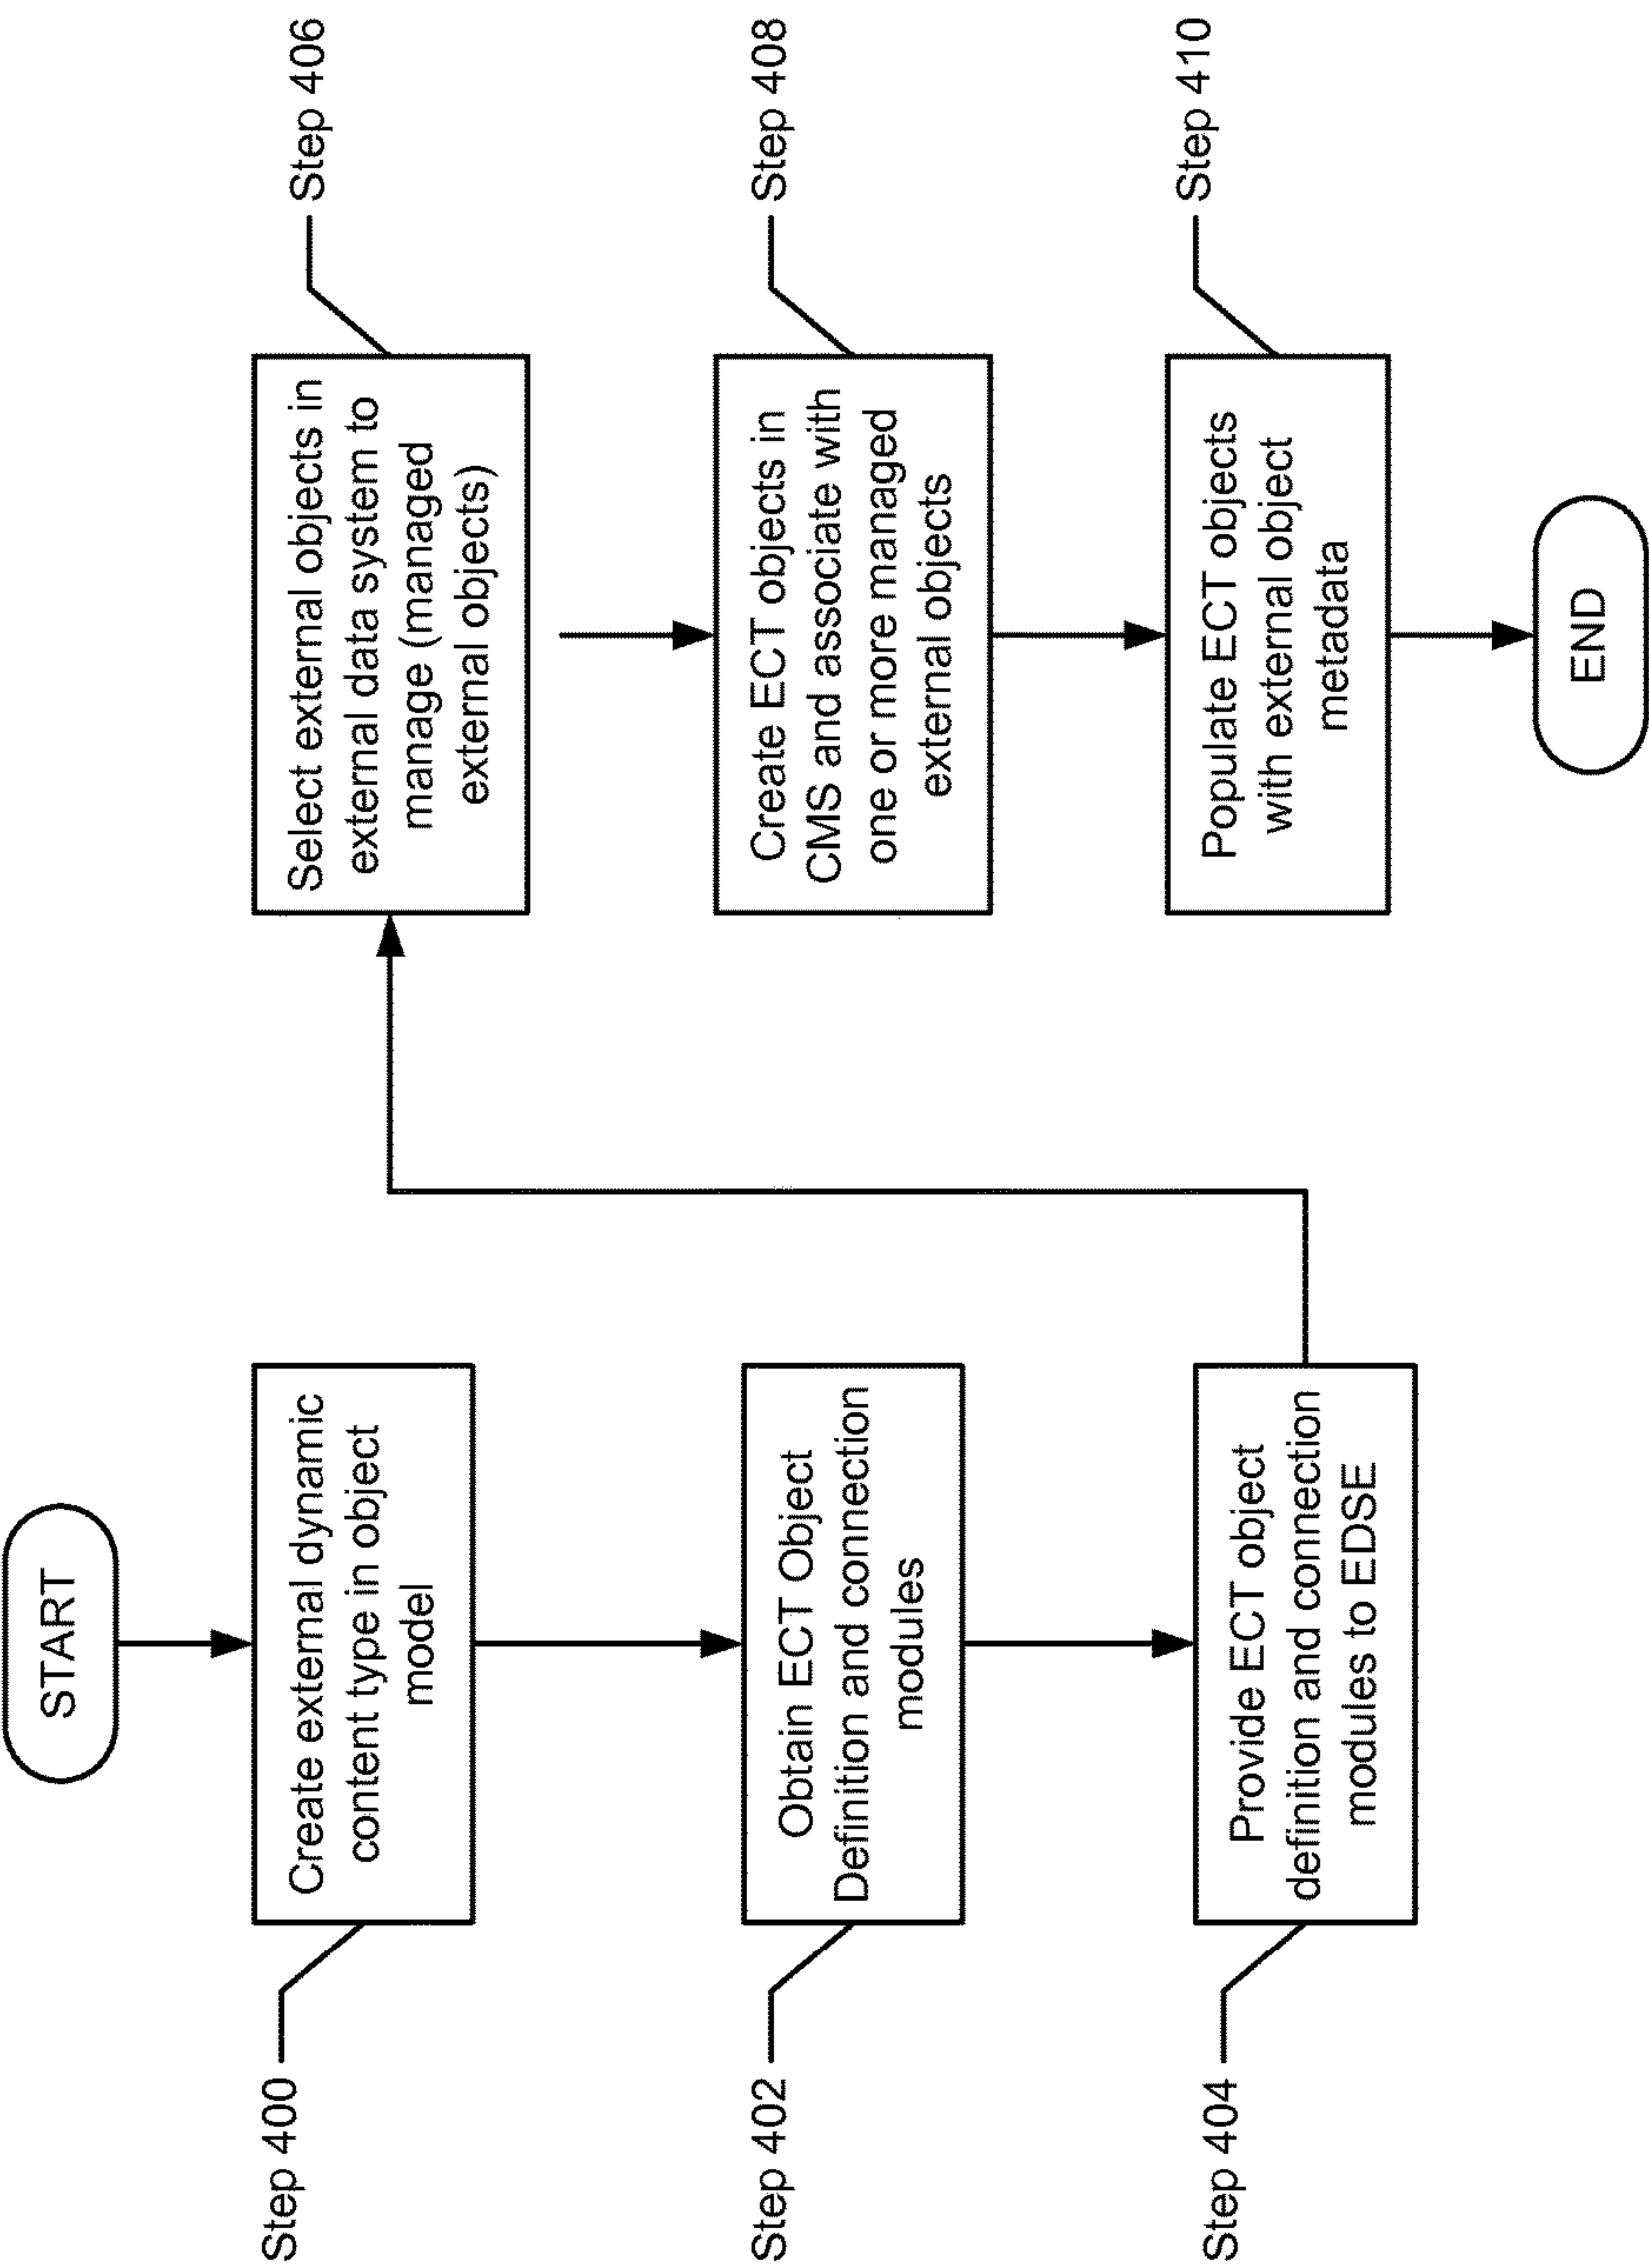 START
Step 400
Create external dynamic
content type in object
model
Step 402
Obtain ECT Object
Definition and connection
modules
Step 404
Provide ECT object
definition and connection
modules to EDSE
Step 406
Select external objects in
external data system to
manage (managed
external objects)
Step 408
Create ECT objects in
CMS and associate with
one or more managed
external objects
Step 410
Populate ECT objects
with external object
metadata
END